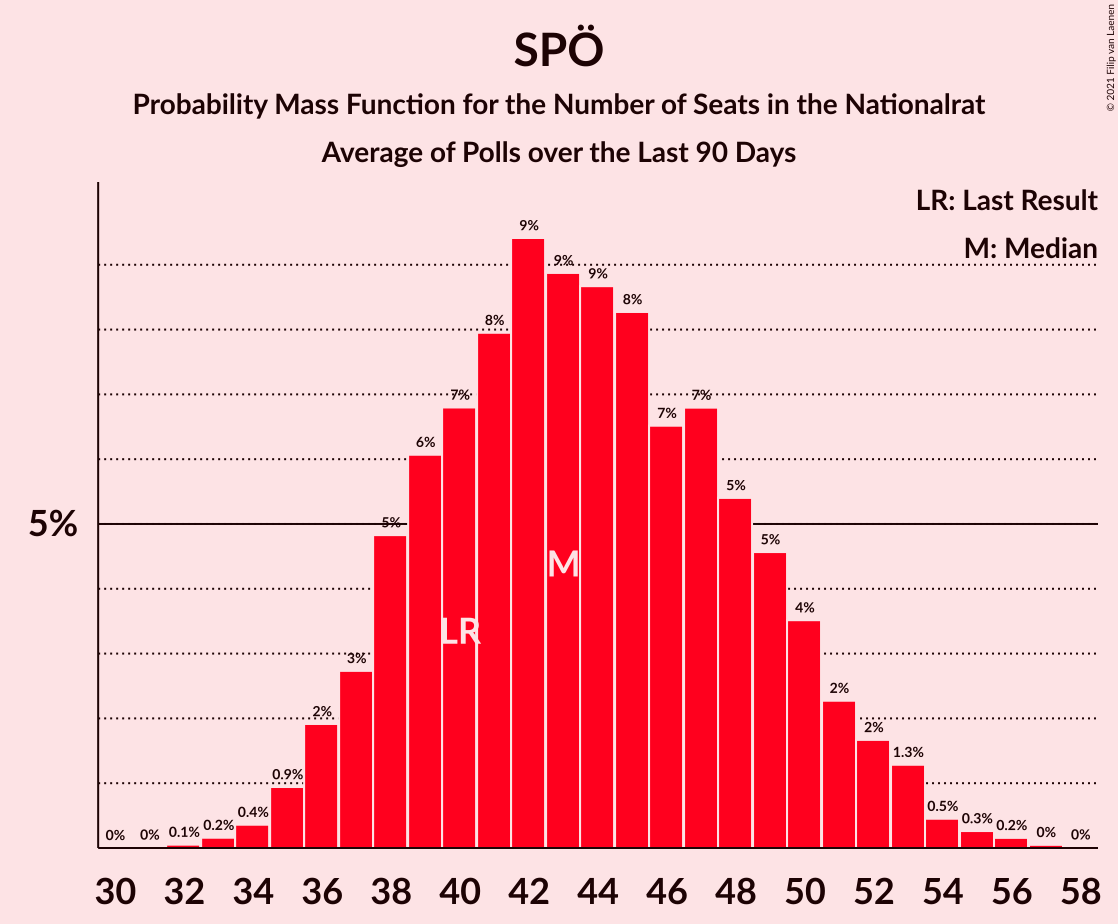 SPÖ
Probability Mass Function for the Number of Seats in the Nationalrat
Average of Polls over the Last 90 Days
© 2021 Filip van Laenen
LR: Last Result
M: Median
5%
0% 0% 0.1% 0.2% 0.4% 0.9% 2% 3% 5% 6% 7% 8% 9% 9% 9% 8% 7% 7% 5% 5% 4% 2% 2% 1.3% 0.5% 0.3% 0.2% 0% 0%
LR M
30 32 34 36 38 40 42 44 46 48 50 52 54 56 58